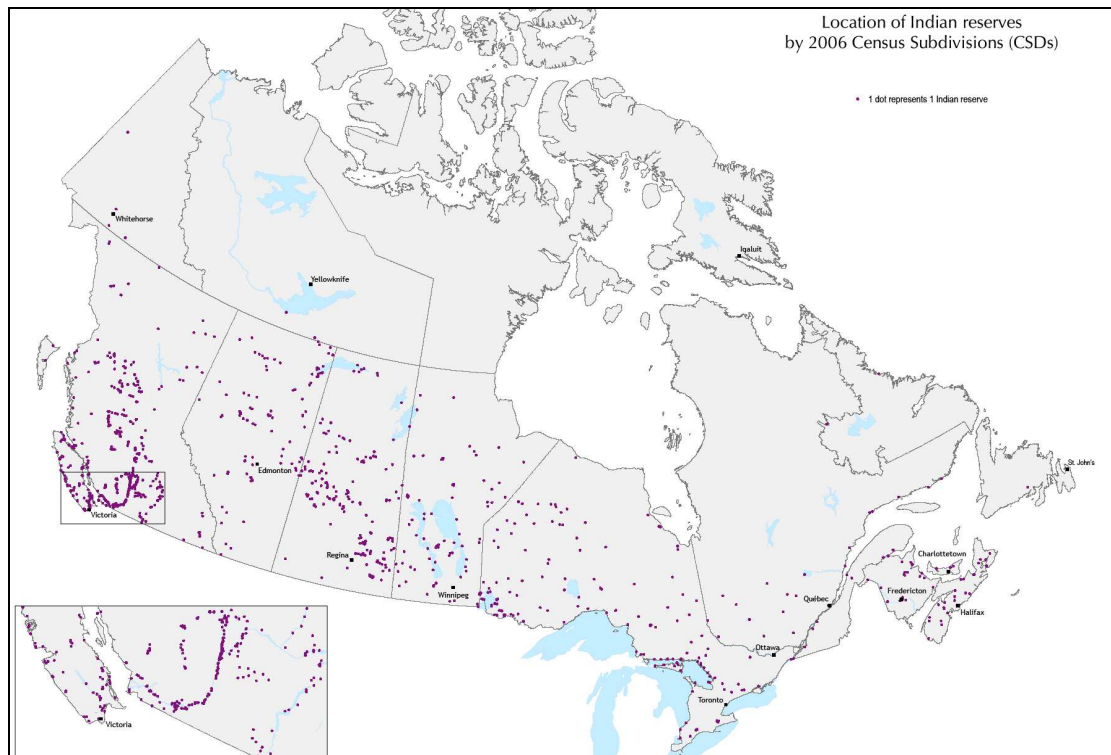 Location of Indian reserves
by 2006 Census Subdivisions (CSDs)
1 dot represents 1 Indian reserve
Whitehorse
Iqaluit
Yellowknife
Edmonton
St. John's
Victoria
Regina
Charlottetown
Winnipeg
Fredericton
Québec
Halifax
Ottawa
Toronto
Victoria